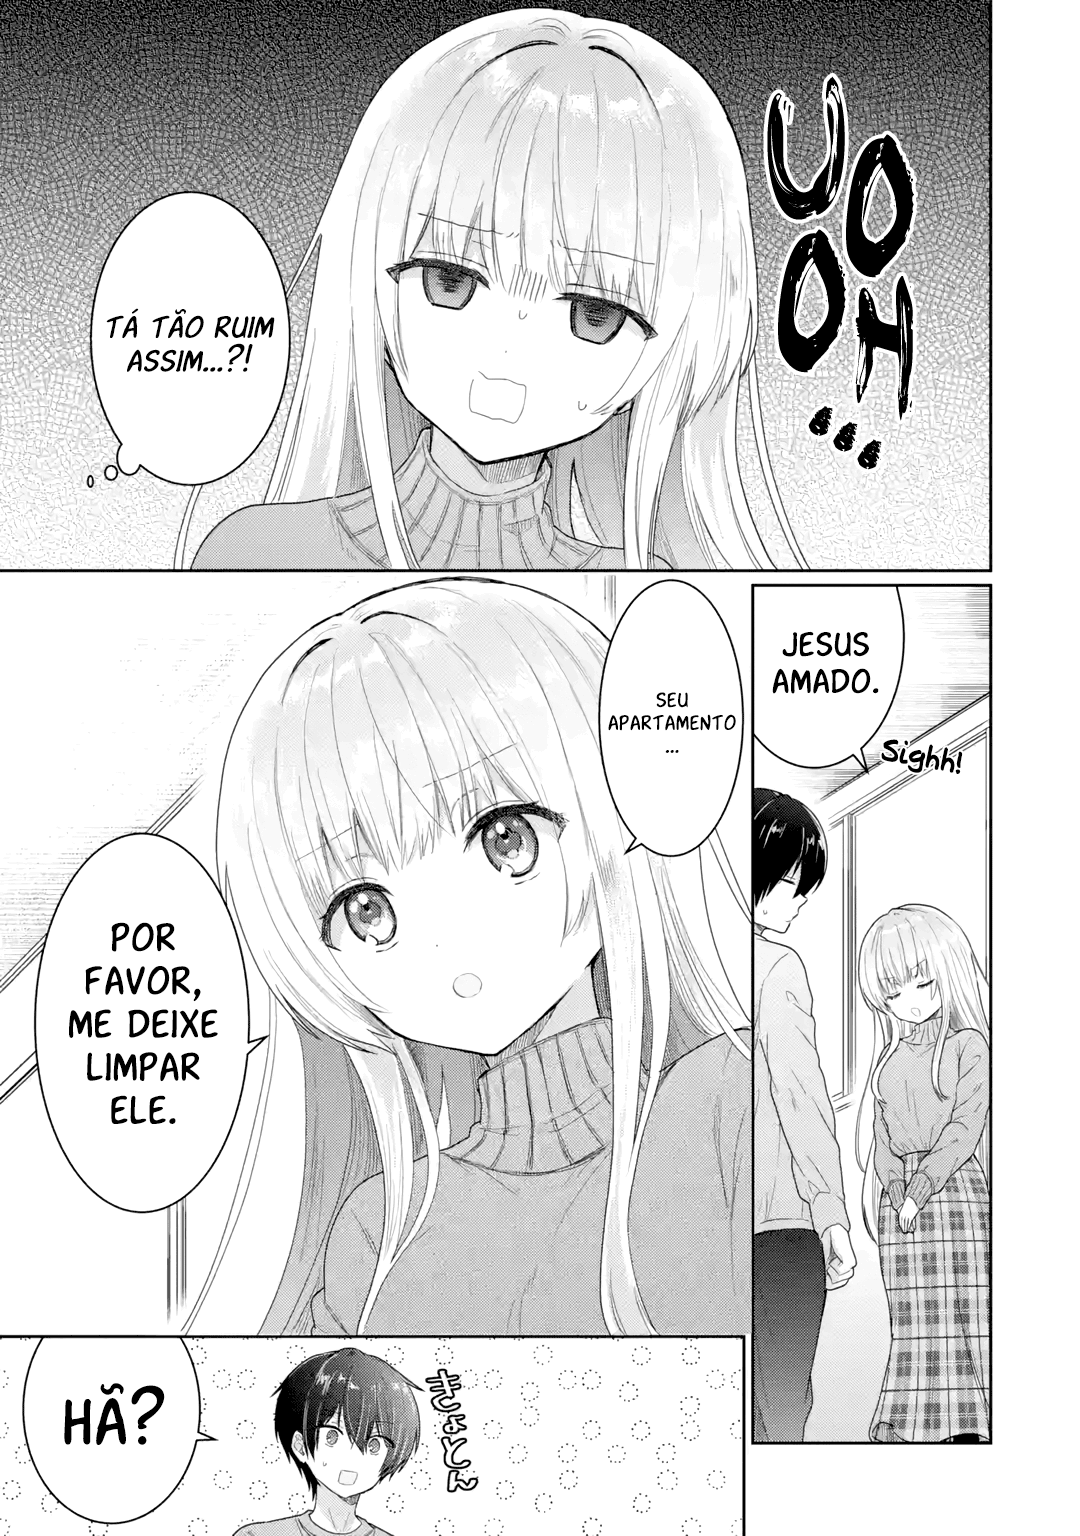 UOOOH...
TÁ TÃO RUIM
ASSIM...?!
JESUS
AMADO.
Sighh!
SEU
APARTAMENTO
...
POR
FAVOR,
ME DEIXE
LIMPAR
ELE.
きょとん
HÃ?